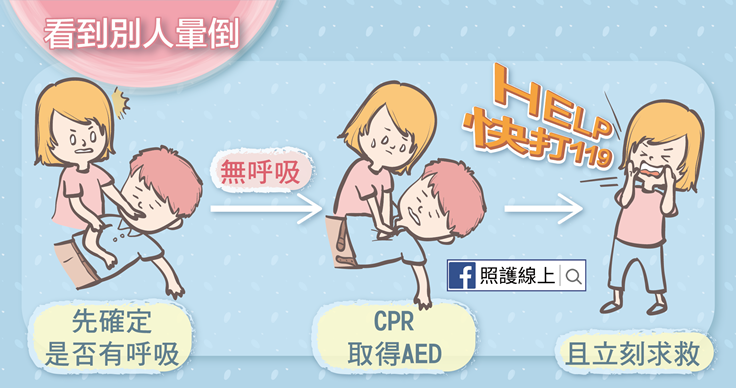 看到別人暈倒
HELP
快打119
無呼吸
照護線上
先確定
是否有呼吸
CPR
取得AED
且立刻求救